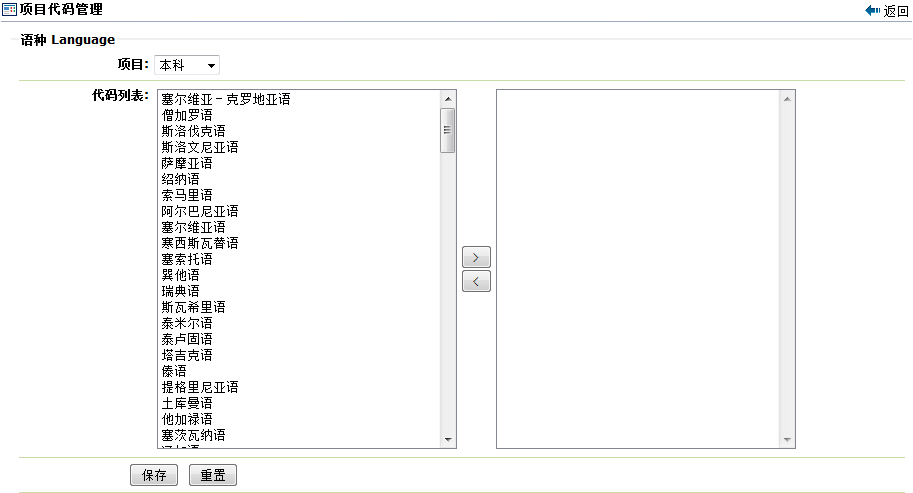 项目代码管理
返回
语种 Language
项目: 本科
代码列表:
塞尔维亚－克罗地亚语
僧加罗语
斯洛伐克语
斯洛文尼亚语
萨摩亚语
绍纳语
索马里语
阿尔巴尼亚语
塞尔维亚语
寒西斯瓦替语
塞索托语
巽他语
瑞典语
斯瓦希里语
泰米尔语
泰卢固语
塔吉克语
傣语
提格里尼亚语
土库曼语
他加禄语
塞茨瓦纳语
>
<
保存 重置